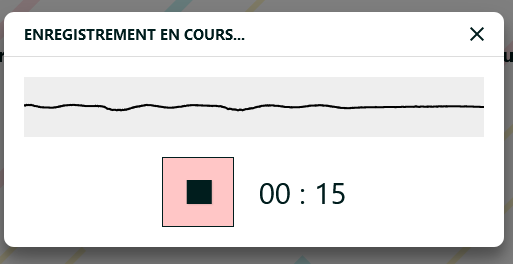 ENREGISTREMENT EN COURS...
00 : 15